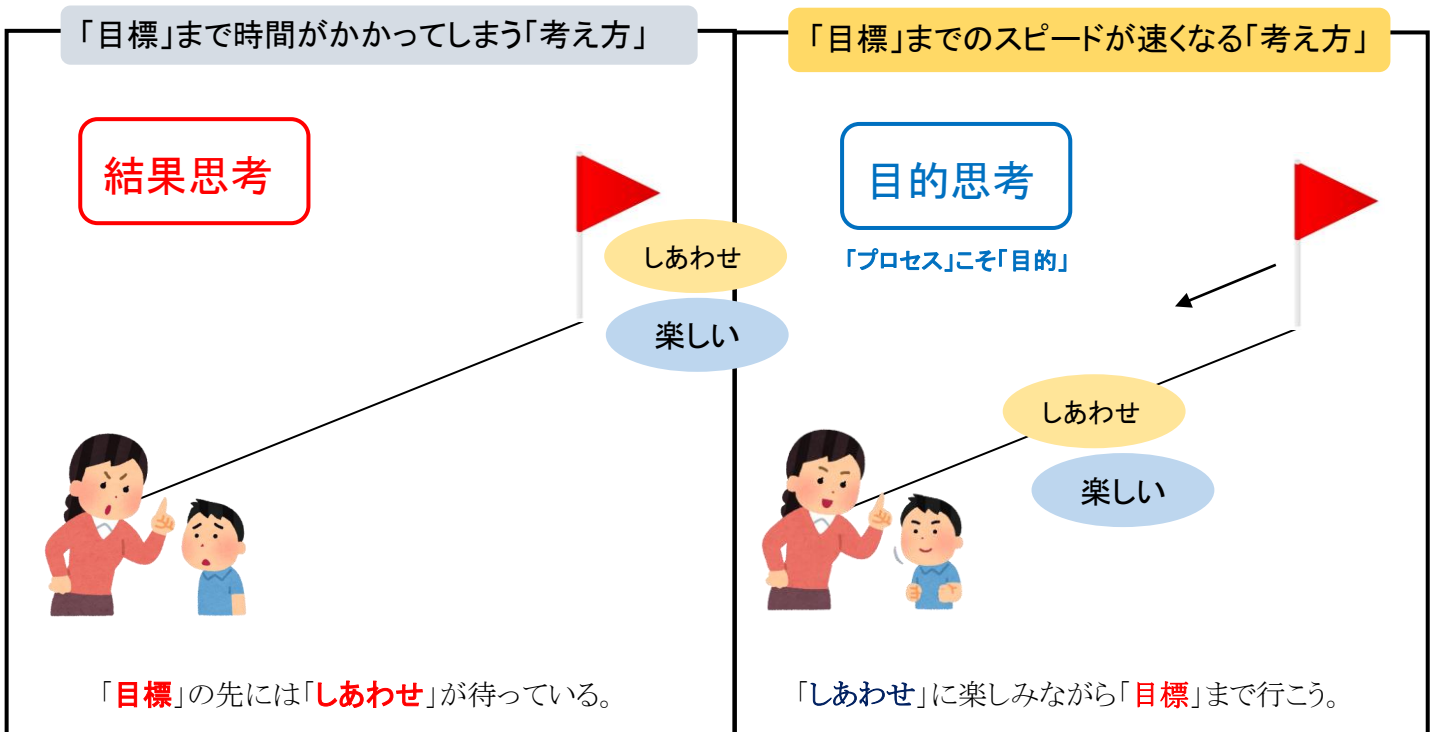 「目標」まで時間がかかってしまう「考え方」
結果思考
しあわせ
楽しい
「目標」の先には「しあわせ」が待っている。
「目標」までのスピードが速くなる「考え方」
目的思考
「プロセス」こそ「目的」
しあわせ
楽しい
「しあわせ」に楽しみながら「目標」まで行こう。